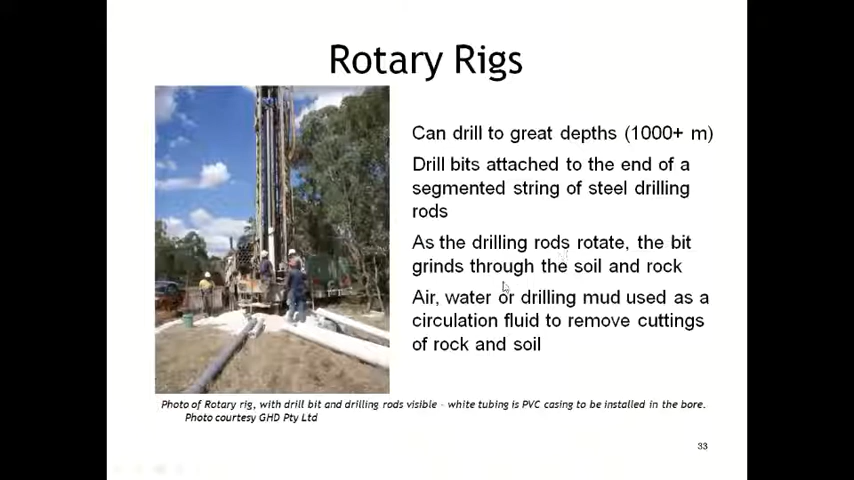 Rotary Rigs
Can drill to great depths (1000+ m)
Drill bits attached to the end of a
segmented string of steel drilling
rods
As the drilling rods rotate, the bit
grinds through the soil and rock
Air, water or drilling mud used as a
circulation fluid to remove cuttings
of rock and soil
Photo of Rotary rig, with drill bit and drilling rods visible - white tubing is PVC casing to be installed in the bore.
Photo courtesy GHD Pty Ltd
33